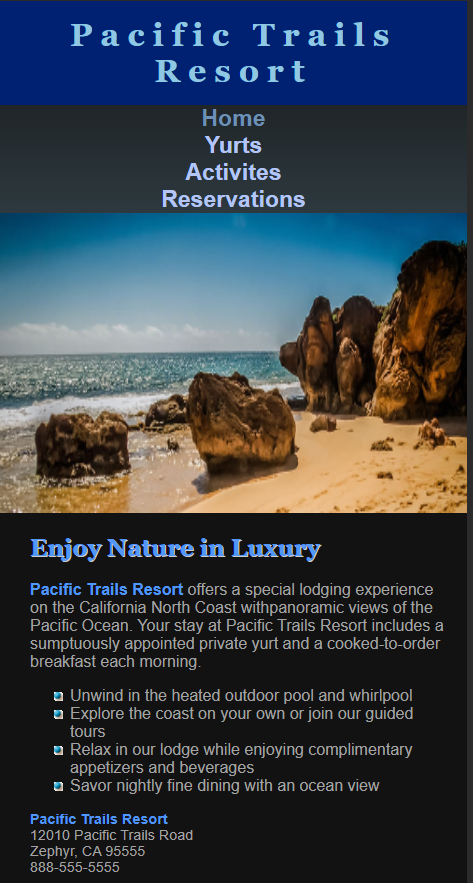 Pacific Trails
Resort
Home
Yurts
Activites
Reservations
Enjoy Nature in Luxury
Pacific Trails Resort offers a special lodging experience
on the California North Coast withpanoramic views of the
Pacific Ocean. Your stay at Pacific Trails Resort includes a
sumptuously appointed private yurt and a cooked-to-order
breakfast each morning.
Unwind in the heated outdoor pool and whirlpool
Explore the coast on your own or join our guided
tours
Relax in our lodge while enjoying complimentary
appetizers and beverages
Savor nightly fine dining with an ocean view
Pacific Trails Resort
12010 Pacific Trails Road
Zephyr, CA 95555
888-555-5555